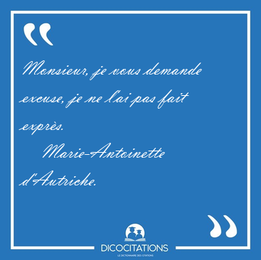 “
Monsieur, je vous demande
excuse, je ne l'ai pas fait
exprès.
Marie-Antoinette
d'Autriche.
”
DICOCITATIONS